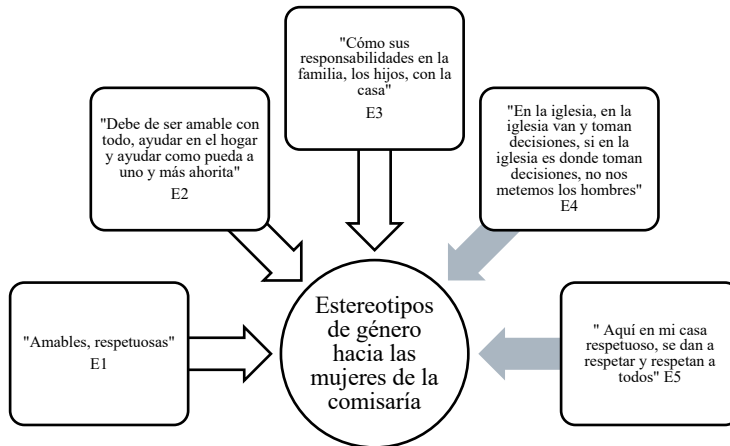 "Amables, respetuosas"
E1
"Debe de ser amable con
todo, ayudar en el hogar
y ayudar como pueda a
uno y más ahorita"
E2
"Cómo sus
responsabilidades en la
familia, los hijos, con la
casa"
E3
"En la iglesia, en la
iglesia van y toman
decisiones, si en la
iglesia es donde toman
decisiones, no nos
metemos los hombres"
E4
" Aquí en mi casa
respetuoso, se dan a
respetar y respetan a
todos" E5
Estereotipos
de género
hacia las
mujeres de la
comisaría